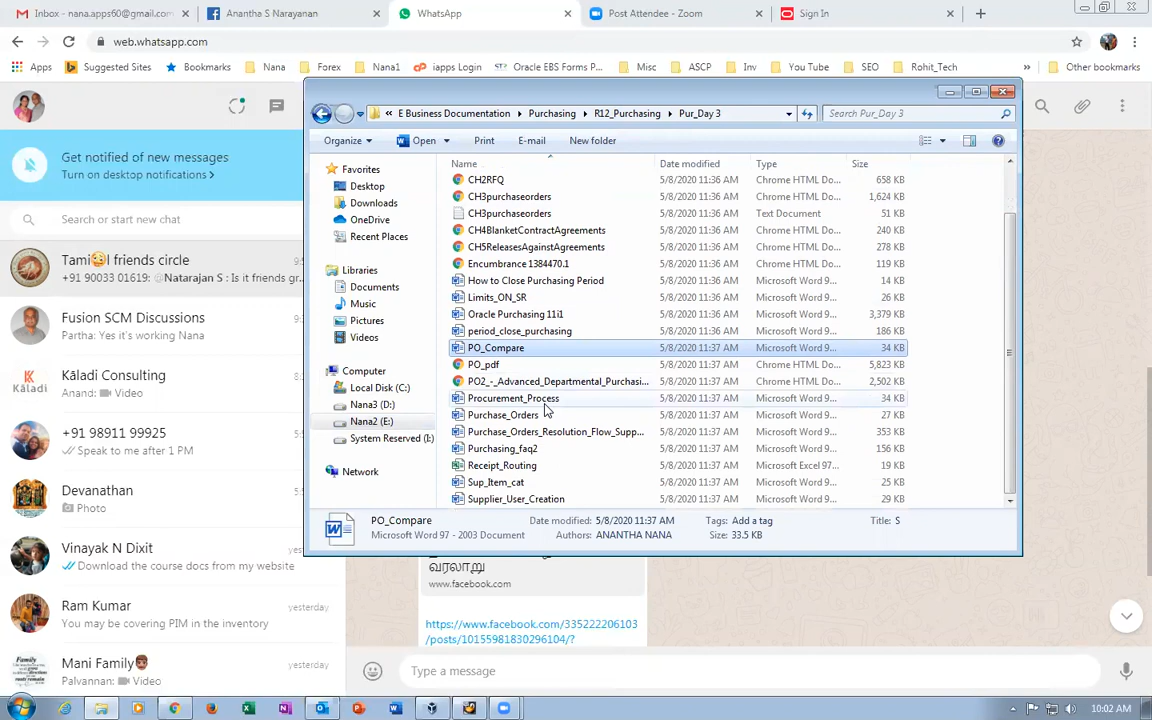 Inbox - nana.apps60@gmail.com
Anantha S Narayanan
WhatsApp
Post Attendee - Zoom
Sign In
web.whatsapp.com
Apps
Suggested Sites
Bookmarks
Nana
Forex
Nana1
iapps Login
Oracle EBS Forms P...
Misc
ASCP
Inv
You Tube
SEO
Rohit_Tech
»
Other bookmarks
Get notified of new messages
Turn on desktop notifications >
Search or start new chat
Tami😳l friends circle
+91 90033 01619: @Natarajan S : Is it friends gr
Fusion SCM Discussions
Partha: Yes it's working Nana
Kāladi Consulting
Anand: Video
+91 98911 99925
Speak to me after 1 PM
Devanathan
Photo
Vinayak N Dixit
Download the course docs from my website
Ram Kumar
yesterday
You may be covering PIM in the inventory
Mani Family
yesterday
Palvannan: Video
« E Business Documentation ▸ Purchasing ▸ R12_Purchasing ▸ Pur_Day 3
Search Pur_Day 3
Organize
Open
Print
E-mail
New folder
Favorites
Desktop
Downloads
OneDrive
Recent Places
Libraries
Documents
Music
Pictures
Videos
Computer
Local Disk (C:)
Nana3 (D:)
Nana2 (E:)
System Reserved (I:
Network
Name Date modified Type Size
CH2RFQ 5/8/2020 11:36 AM Chrome HTML Do... 658 KB
CH3purchaseorders 5/8/2020 11:36 AM Chrome HTML Do... 1,624 KB
CH3purchaseorders 5/8/2020 11:36 AM Text Document 51 KB
CH4BlanketContractAgreements 5/8/2020 11:36 AM Chrome HTML Do... 240 KB
CH5ReleasesAgainstAgreements 5/8/2020 11:36 AM Chrome HTML Do... 278 KB
Encumbrance 1384470.1 5/8/2020 11:36 AM Chrome HTML Do... 119 KB
How to Close Purchasing Period 5/8/2020 11:36 AM Microsoft Word 9... 14 KB
Limits_ON_SR 5/8/2020 11:36 AM Microsoft Word 9... 26 KB
Oracle Purchasing 11i1 5/8/2020 11:36 AM Microsoft Word 9... 3,379 KB
period_close_purchasing 5/8/2020 11:36 AM Microsoft Word 9... 186 KB
PO_Compare 5/8/2020 11:37 AM Microsoft Word 9... 34 KB
PO_pdf 5/8/2020 11:37 AM Microsoft Word 9... 5,823 KB
PO2_-_Advanced_Departmental_Purchasi... 5/8/2020 11:37 AM Chrome HTML Do... 2,502 KB
Procurement_Process 5/8/2020 11:37 AM Microsoft Word 9... 34 KB
Purchase_Orders 5/8/2020 11:37 AM Microsoft Word 9... 27 KB
Purchase_Orders_Resolution_Flow_Supp... 5/8/2020 11:37 AM Microsoft Word 9... 353 KB
Purchasing_faq2 5/8/2020 11:37 AM Microsoft Word 9... 156 KB
Receipt_Routing 5/8/2020 11:37 AM Microsoft Excel 97... 19 KB
Sup_Item_cat 5/8/2020 11:37 AM Microsoft Word 9... 25 KB
Supplier_User_Creation 5/8/2020 11:37 AM Microsoft Word 9... 29 KB
PO_Compare Date modified: 5/8/2020 11:37 AM Tags: Add a tag Title: S
Microsoft Word 97 - 2003 Document Authors: ANANTHA NANA Size: 33.5 KB
வரலாறு
www.facebook.com
https://www.facebook.com/335222206103
/posts/10155981830296104/?
Type a message
10:02 AM